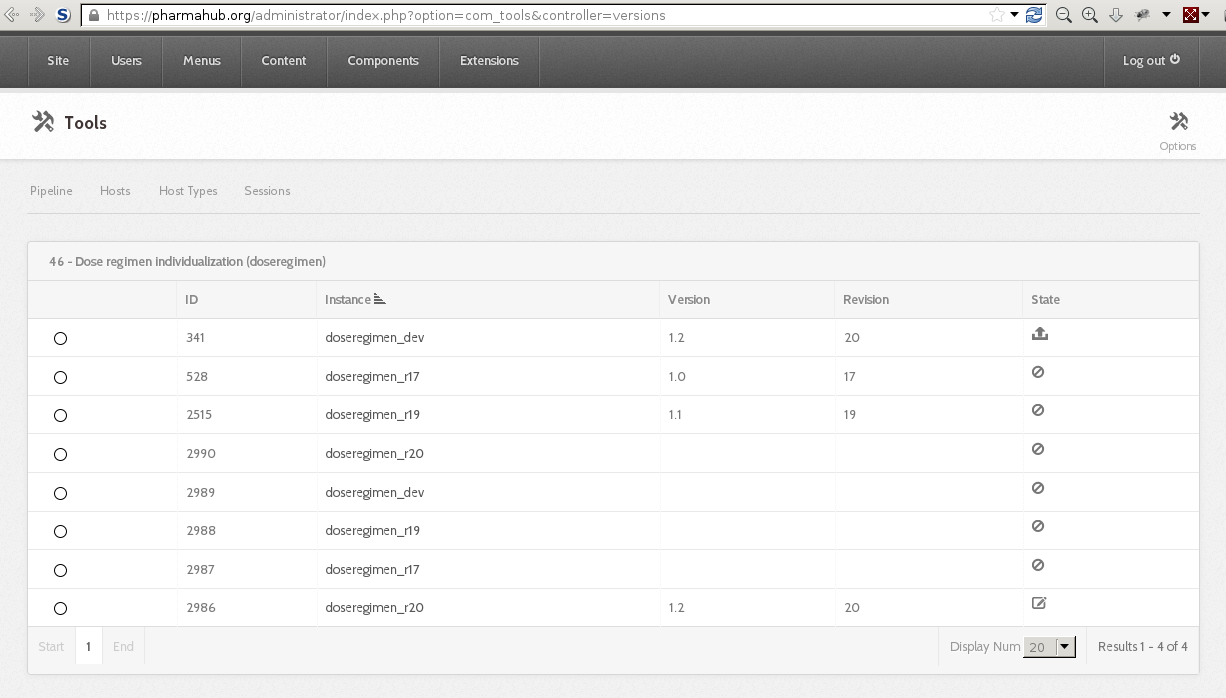 https://pharmahub.org/administrator/index.php?option=com_tools&controller=versions
Site Users Menus Content Components Extensions Log out
Tools
Options
Pipeline Hosts Host Types Sessions
46 - Dose regimen individualization (doseregimen)
ID Instance Version Revision State
341 doseregimen_dev 1.2 20
528 doseregimen_r17 1.0 17
2515 doseregimen_r19 1.1 19
2990 doseregimen_r20
2989 doseregimen_dev
2988 doseregimen_r19
2987 doseregimen_r17
2986 doseregimen_r20 1.2 20
Start 1 End Display Num 20 Results 1 - 4 of 4